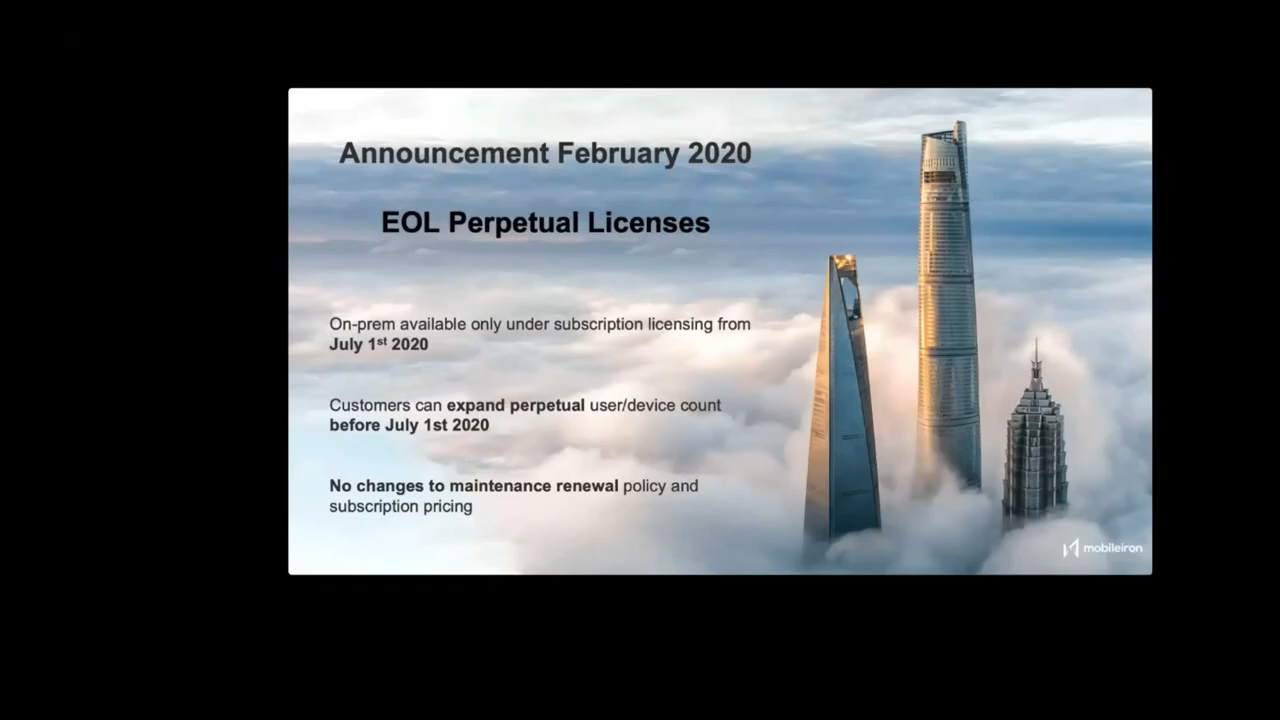 Announcement February 2020
EOL Perpetual Licenses
On-prem available only under subscription licensing from
July 1st 2020
Customers can expand perpetual user/device count
before July 1st 2020
No changes to maintenance renewal policy and
subscription pricing
mobileiron